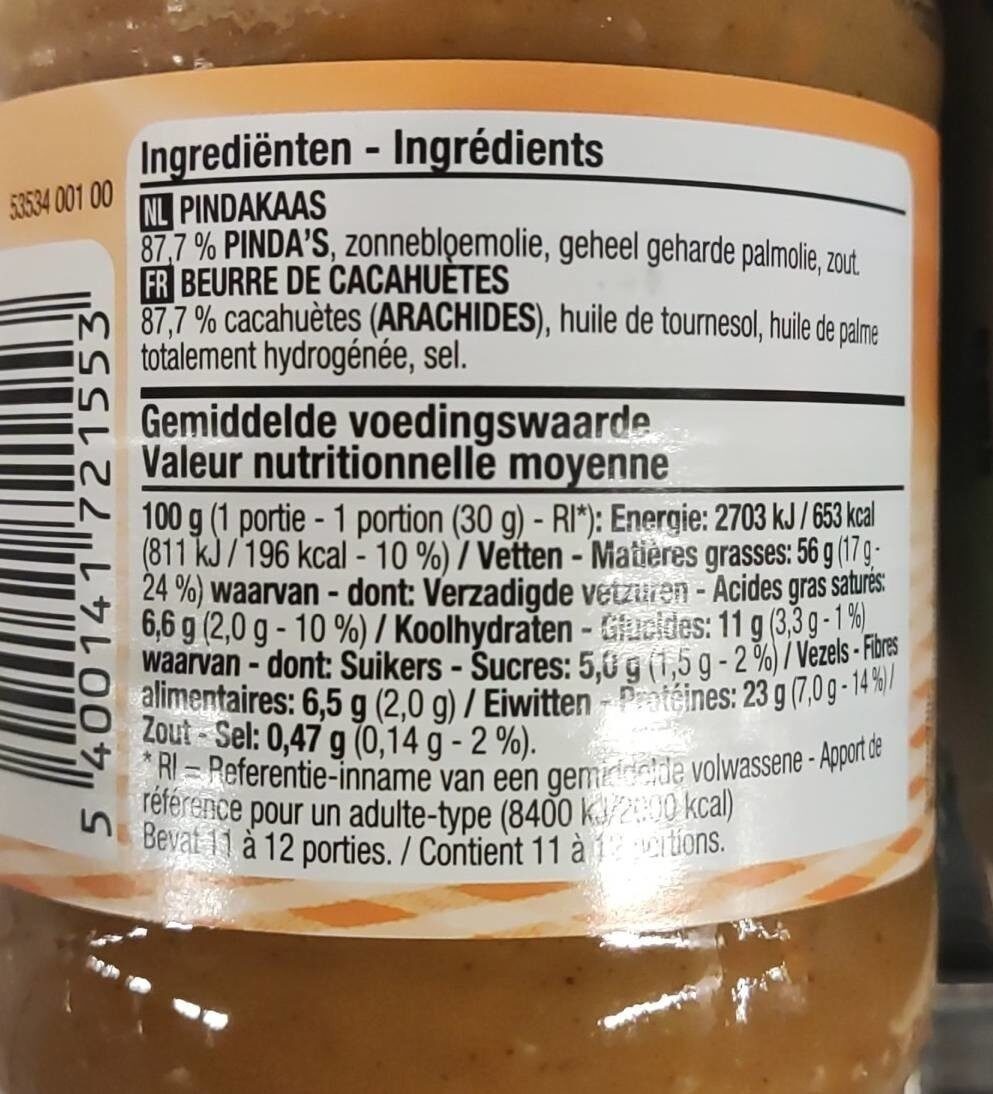 Ingrediënten - Ingrédients
53534 001 00
NL PINDAKAAS
87,7 % PINDA'S, zonnebloemolie, geheel geharde palmolie, zout.
FR BEURRE DE CACAHUÈTES
87,7 % cacahuètes (ARACHIDES), huile de tournesol, huile de palme
totalement hydrogénée, sel.
Gemiddelde voedingswaarde
Valeur nutritionnelle moyenne
100 g (1 portie - 1 portion (30 g) - RI*): Energie: 2703 kJ / 653 kcal
(811 kJ / 196 kcal - 10 %) / Vetten - Matières grasses: 56 g (17 g -
24 %) waarvan - dont: Verzadigde vetzuren - Acides gras saturés:
6,6 g (2,0 g - 10 %) / Koolhydraten - Glucides: 11 g (3,3 g - 1 %)
waarvan - dont: Suikers - Sucres: 5,0 g (1,5 g - 2 %) / Vezels - Fibres
alimentaires: 6,5 g (2,0 g) / Eiwitten - Protéines: 23 g (7,0 g - 14 %) /
Zout - Sel: 0,47 g (0,14 g - 2 %).
* RI = Referentie-inname van een gemiddelde volwassene - Apport de
référence pour un adulte-type (8400 kJ/2000 kcal)
Bevat 11 à 12 porties. / Contient 11 à 12 portions.
5 400141 721553